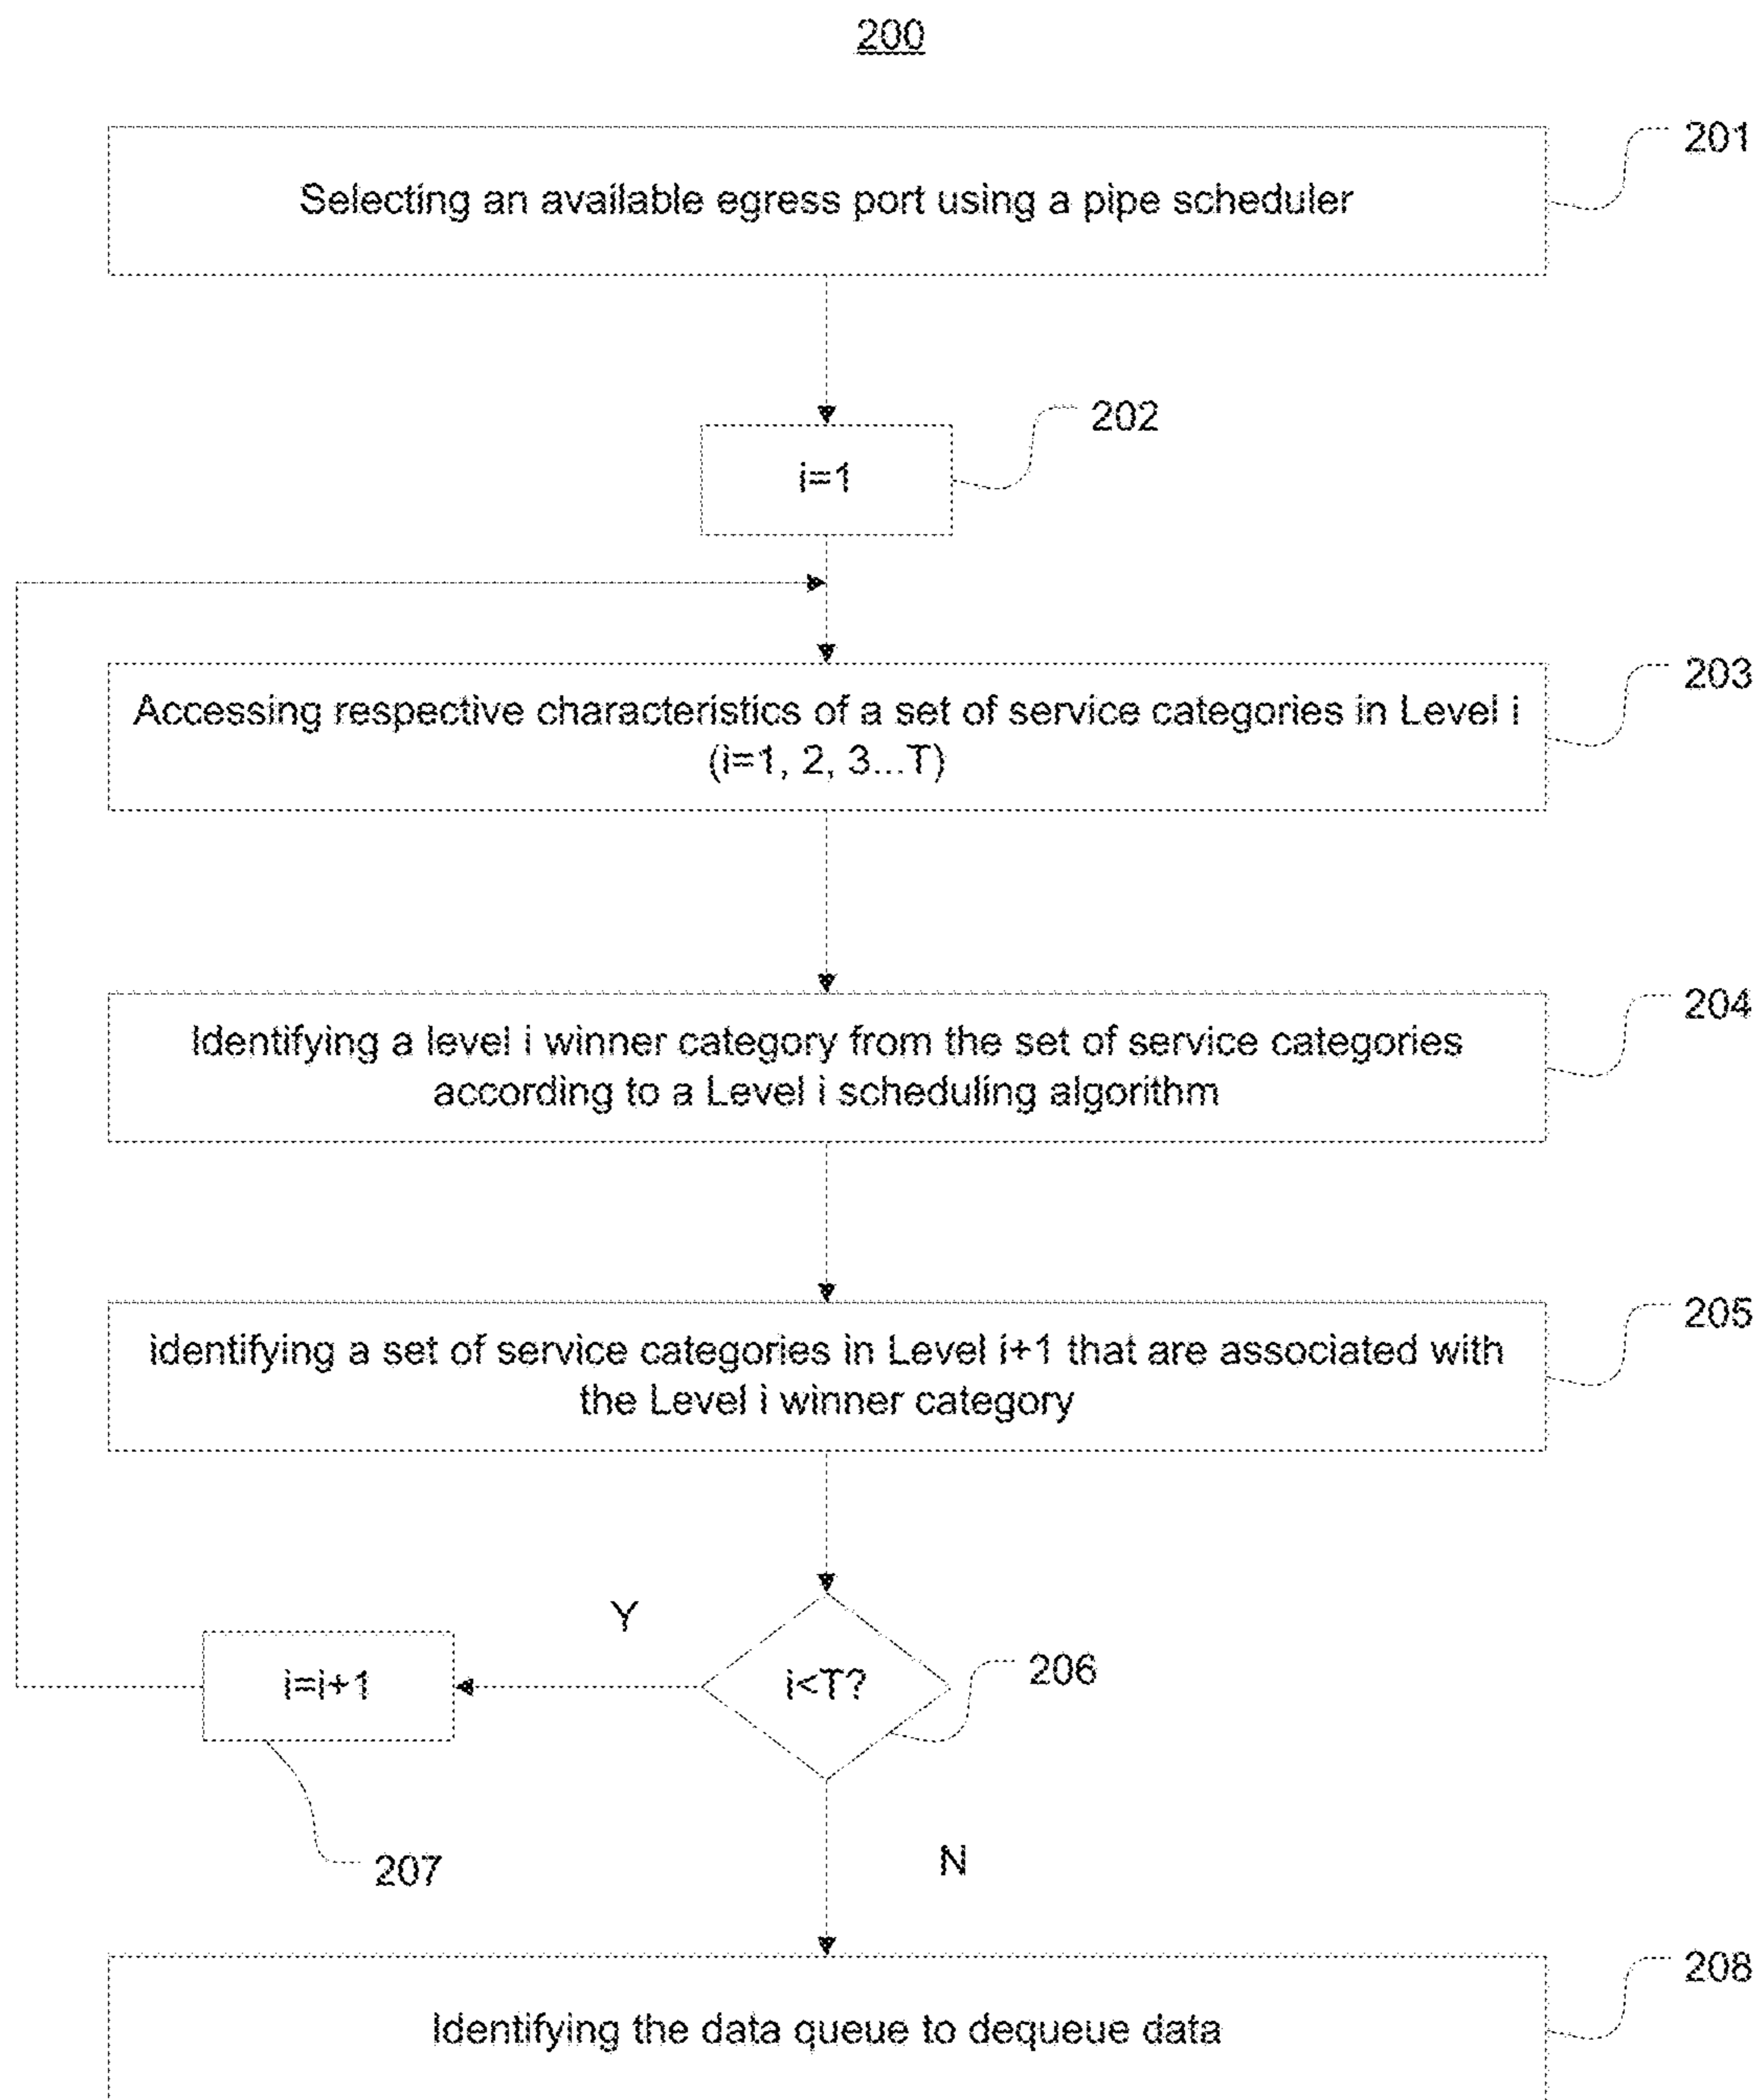 200
Selecting an available egress port using a pipe scheduler
201
i=1
202
Accessing respective characteristics of a set of service categories in Level i
(i=1, 2, 3...T)
203
Identifying a level i winner category from the set of service categories
according to a Level i scheduling algorithm
204
identifying a set of service categories in Level i+1 that are associated with
the Level i winner category
205
Y
i=i+1
i<T?
206
207
N
Identifying the data queue to dequeue data
208